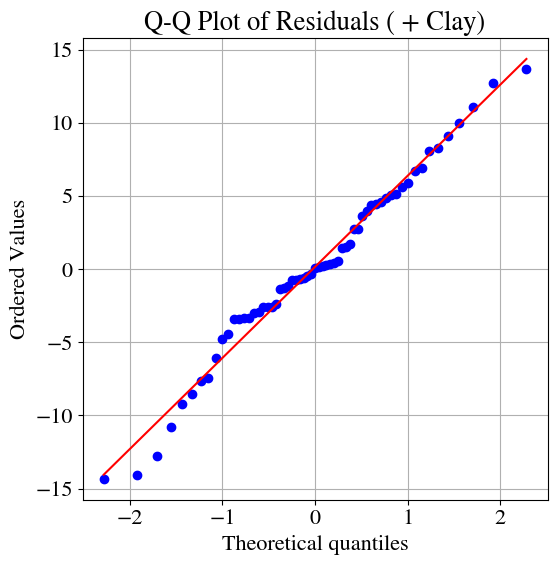 Q-Q Plot of Residuals ( + Clay)
15
10
5
0
−5
−10
−15
Ordered Values
−2 −1 0 1 2
Theoretical quantiles